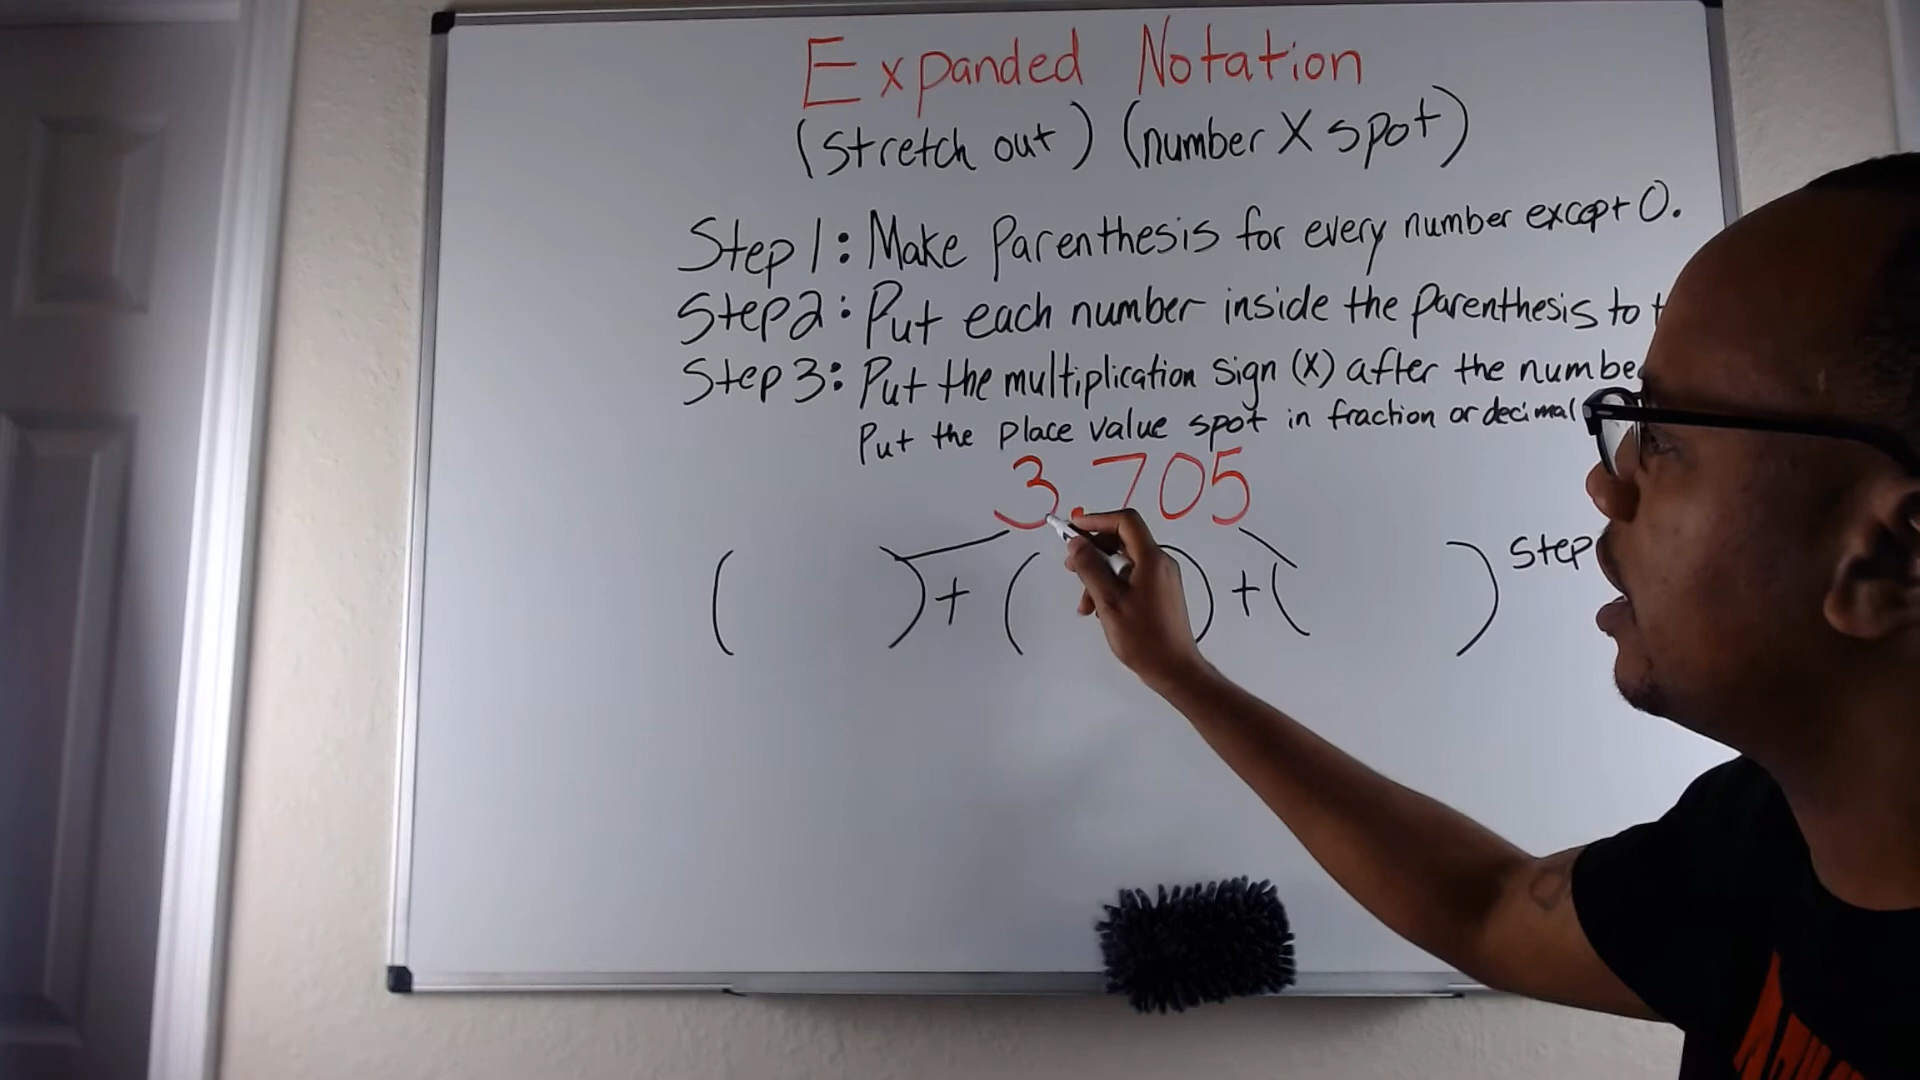 Expanded Notation
(stretch out) (number X spot)
Step 1: Make Parenthesis for every number except 0.
Step 2: Put each number inside the Parenthesis to
Step 3: Put the multiplication sign (X) after the
Put the place value spot in fraction or decimal
3.705
( ) + ( ) + ( ) Step